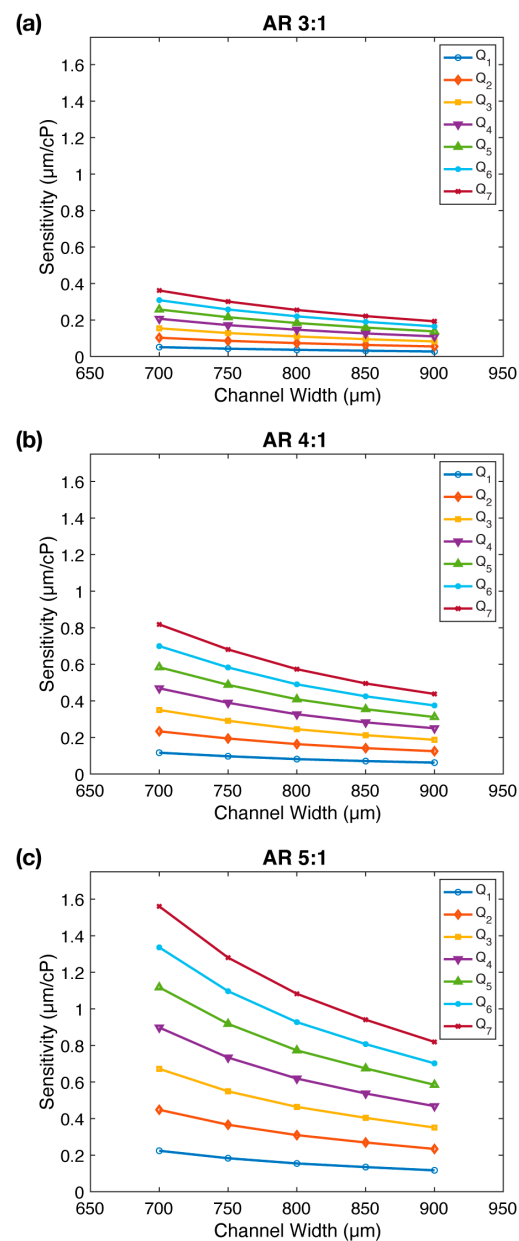 (a)
AR 3:1
Sensitivity (µm/cP)
1.6
1.4
1.2
1
0.8
0.6
0.4
0.2
0
650 700 750 800 850 900 950
Channel Width (µm)
Q1
Q2
Q3
Q4
Q5
Q6
Q7
(b)
AR 4:1
Sensitivity (µm/cP)
1.6
1.4
1.2
1
0.8
0.6
0.4
0.2
0
650 700 750 800 850 900 950
Channel Width (µm)
Q1
Q2
Q3
Q4
Q5
Q6
Q7
(c)
AR 5:1
Sensitivity (µm/cP)
1.6
1.4
1.2
1
0.8
0.6
0.4
0.2
0
650 700 750 800 850 900 950
Channel Width (µm)
Q1
Q2
Q3
Q4
Q5
Q6
Q7